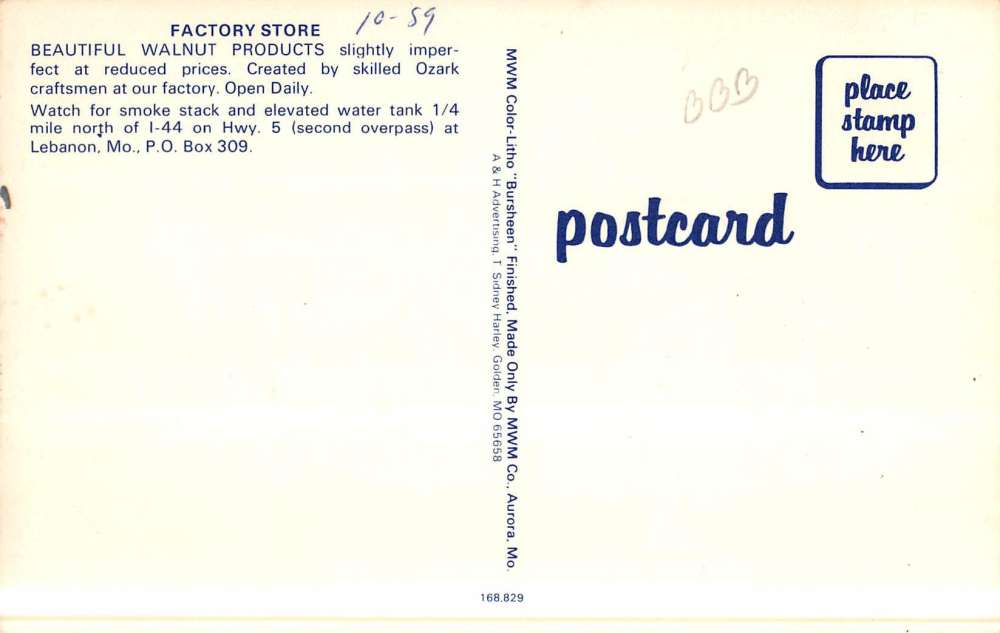 FACTORY STORE
10-59
BEAUTIFUL WALNUT PRODUCTS slightly imper-
fect at reduced prices. Created by skilled Ozark
craftsmen at our factory. Open Daily.
Watch for smoke stack and elevated water tank 1/4
mile north of I-44 on Hwy. 5 (second overpass) at
Lebanon, Mo., P.O. Box 309.
MWM Color-Litho "Bursheen" Finished. Made Only By MWM Co., Aurora, Mo.
A & H Advertising, T Sidney Harley, Golden, MO 65658
BBB
place
stamp
here
postcard
168.829